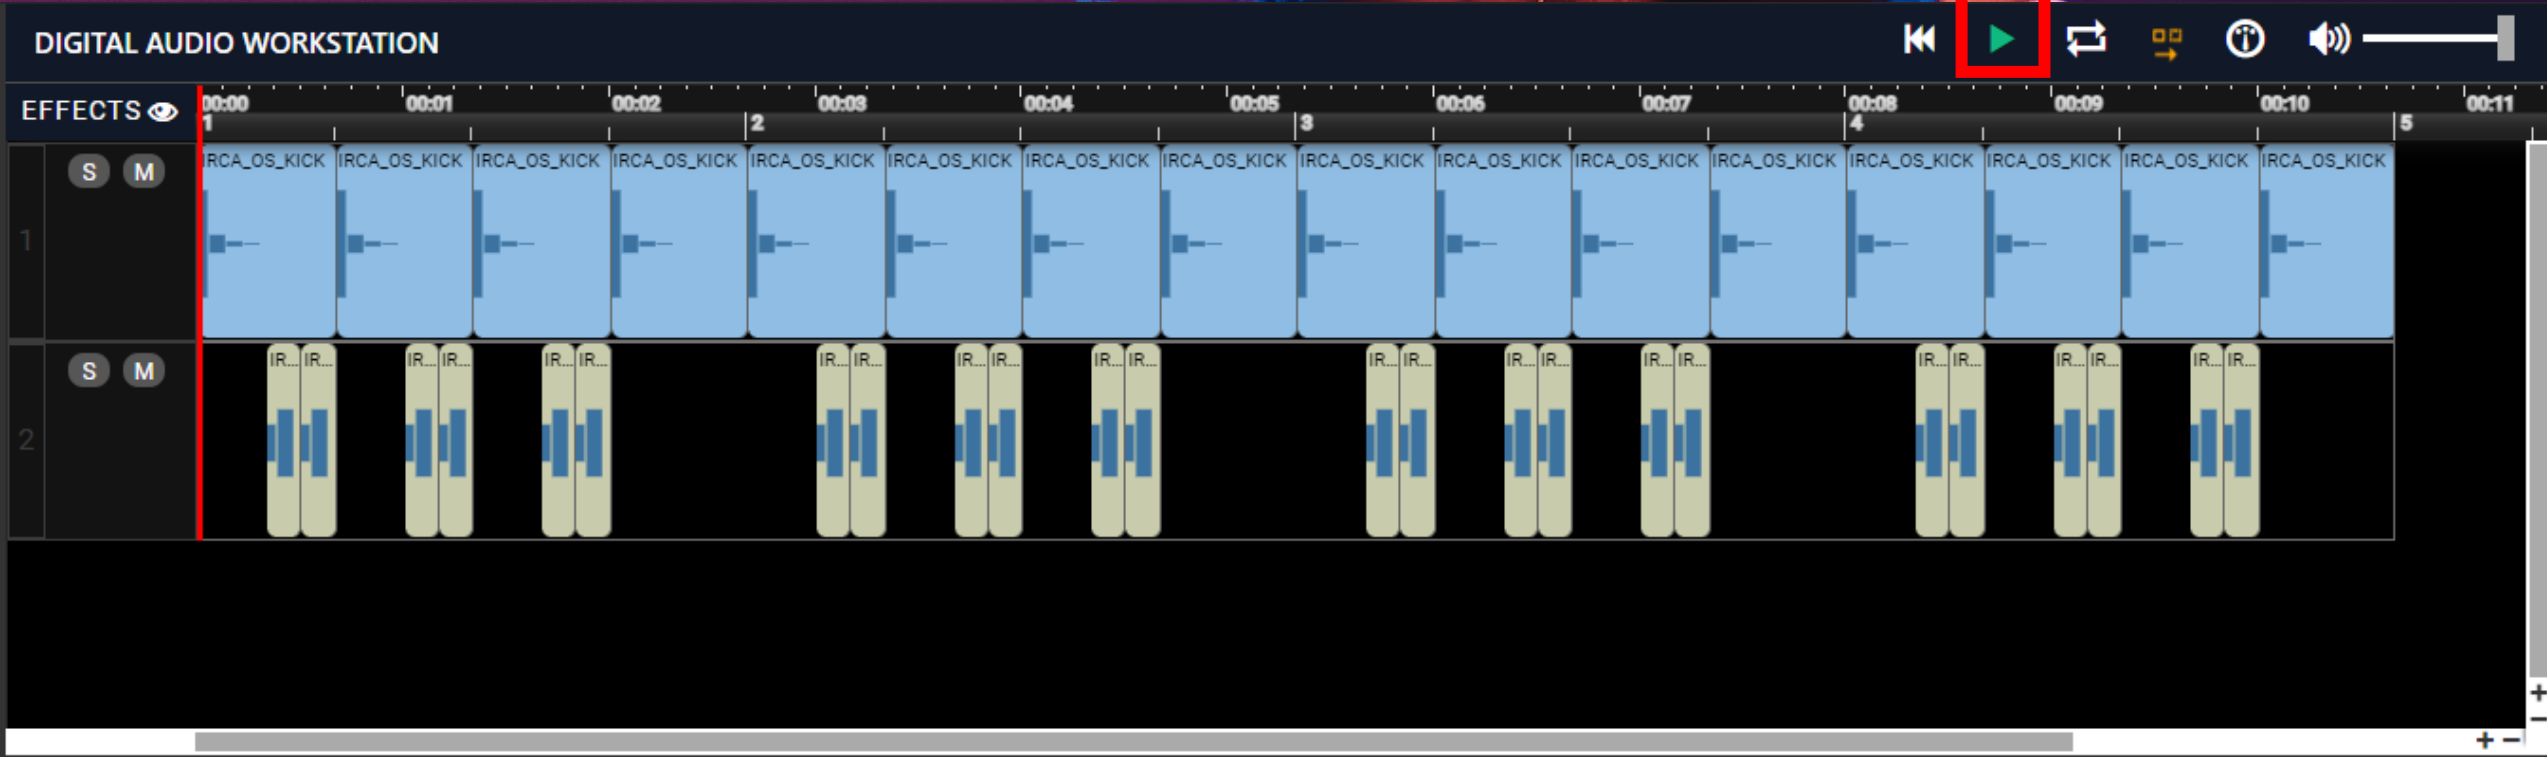 DIGITAL AUDIO WORKSTATION
EFFECTS
00:00 00:01 00:02 00:03 00:04 00:05 00:06 00:07 00:08 00:09 00:10 00:11
1 2 3 4 5
S M
IRCA_OS_KICK IRCA_OS_KICK IRCA_OS_KICK IRCA_OS_KICK IRCA_OS_KICK IRCA_OS_KICK IRCA_OS_KICK IRCA_OS_KICK IRCA_OS_KICK IRCA_OS_KICK IRCA_OS_KICK IRCA_OS_KICK IRCA_OS_KICK IRCA_OS_KICK IRCA_OS_KICK IRCA_OS_KICK
1
S M
IR... IR... IR... IR... IR... IR... IR... IR... IR... IR... IR... IR... IR... IR... IR... IR... IR... IR... IR... IR... IR... IR... IR... IR...
2